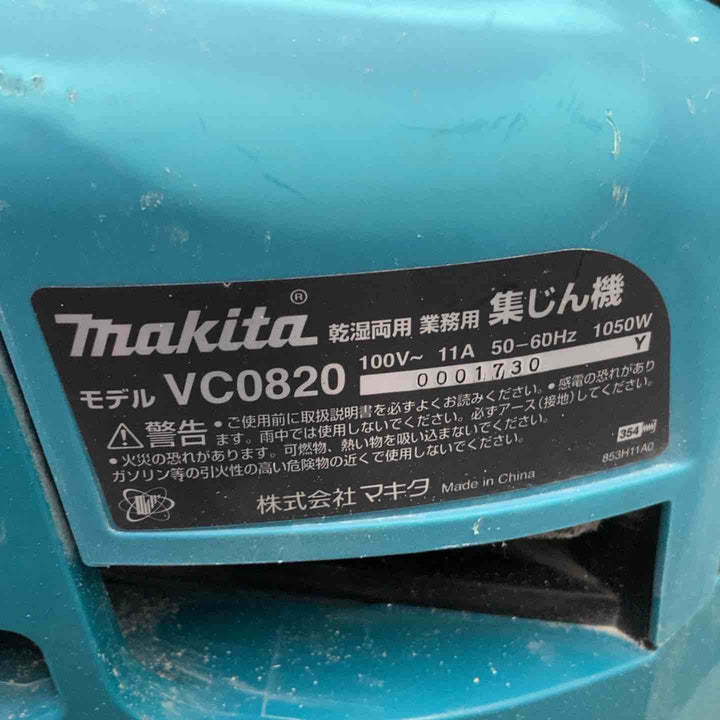 makita®
乾湿両用 業務用 集じん機
モデル VC0820
100V~ 11A 50-60Hz 1050W
0001730 Y
⚠警告 • ご使用前に取扱説明書を必ずよくお読みください。• 感電の恐れがあり
ます。雨中では使用しないでください。必ずアース(接地)してください。
• 火災の恐れがあります。可燃物、熱い物を吸い込まないでください。
ガソリン等の引火性の高い危険物の近くで使用しないでください。
354
853H11A0
株式会社 マキタ Made in China